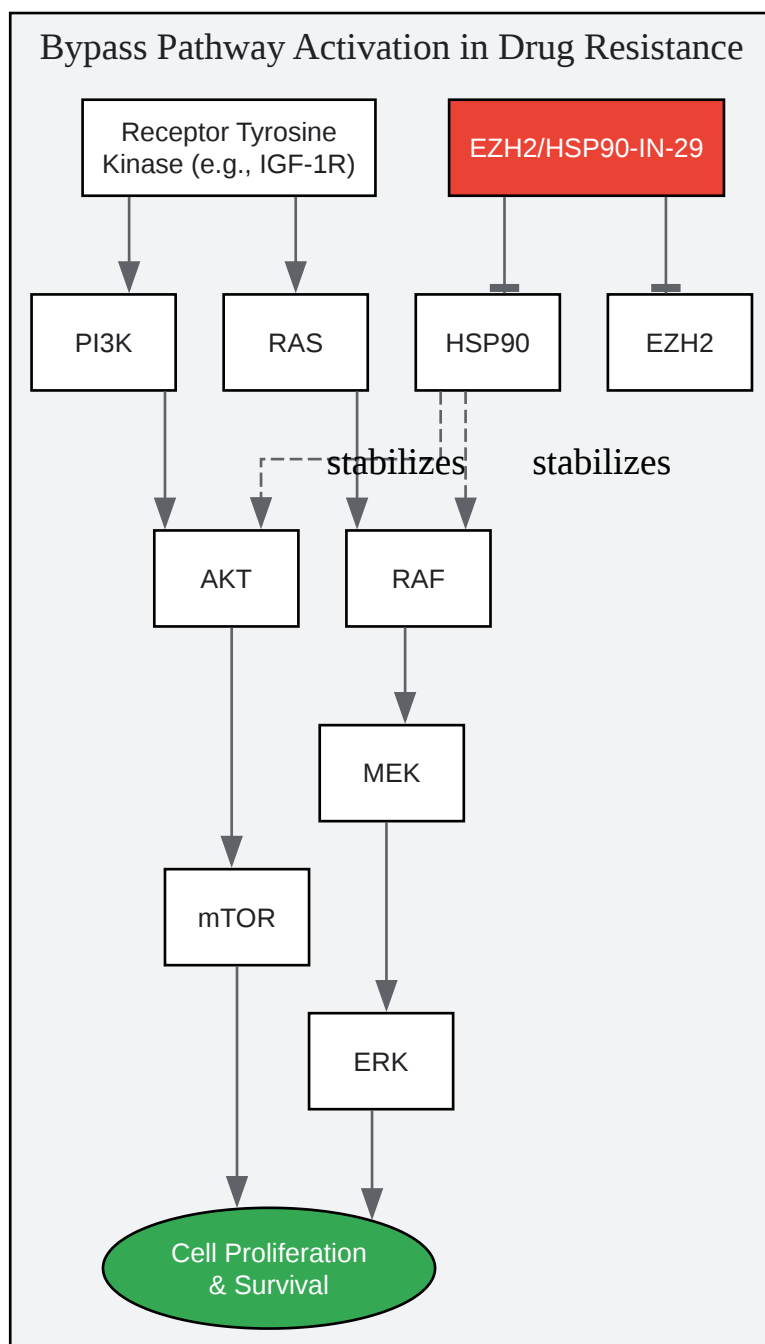 Bypass Pathway Activation in Drug Resistance
Receptor Tyrosine
Kinase (e.g., IGF-1R)
EZH2/HSP90-IN-29
PI3K
RAS
HSP90
EZH2
stabilizes
stabilizes
AKT
RAF
MEK
mTOR
ERK
Cell Proliferation
& Survival